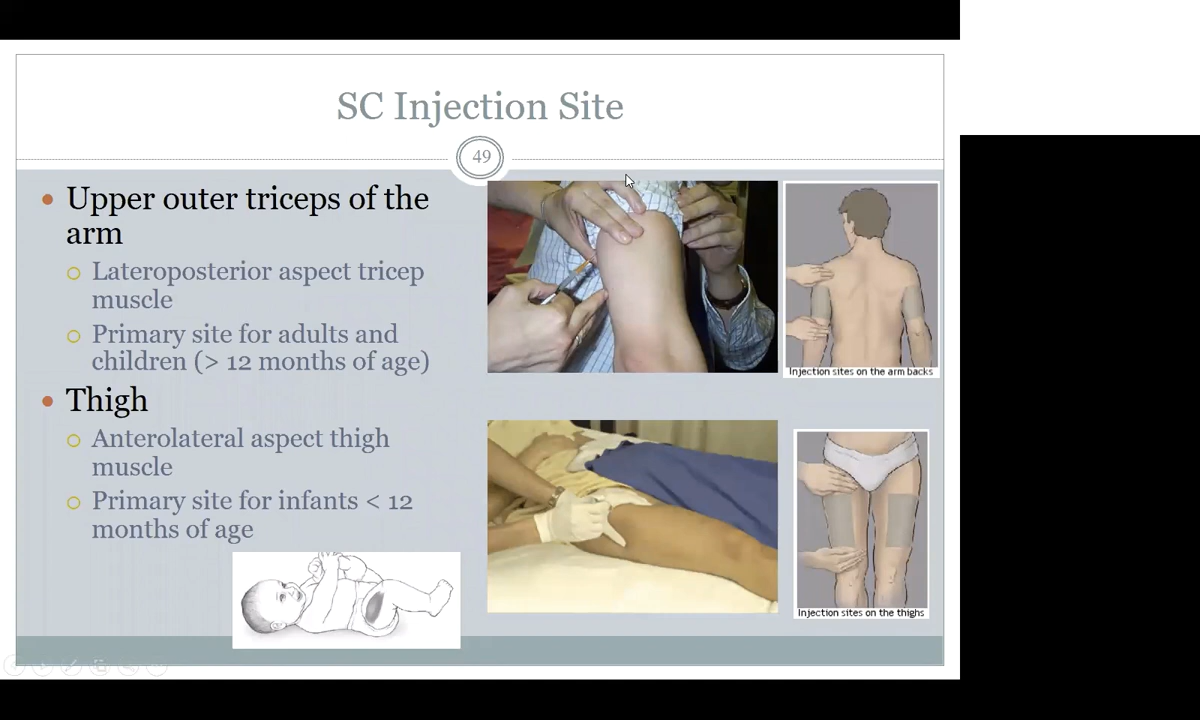 SC Injection Site
49
Upper outer triceps of the
arm
Lateroposterior aspect tricep
muscle
Primary site for adults and
children (> 12 months of age)
Thigh
Anterolateral aspect thigh
muscle
Primary site for infants < 12
months of age
Injection sites on the arm backs
Injection sites on the thighs